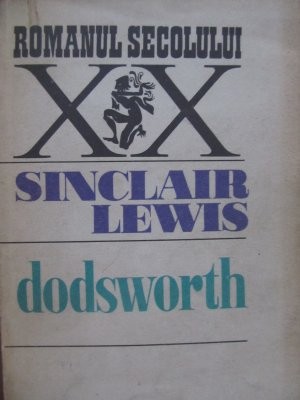 ROMANUL SECOLULUI
XX
SINCLAIR
LEWIS
dodsworth